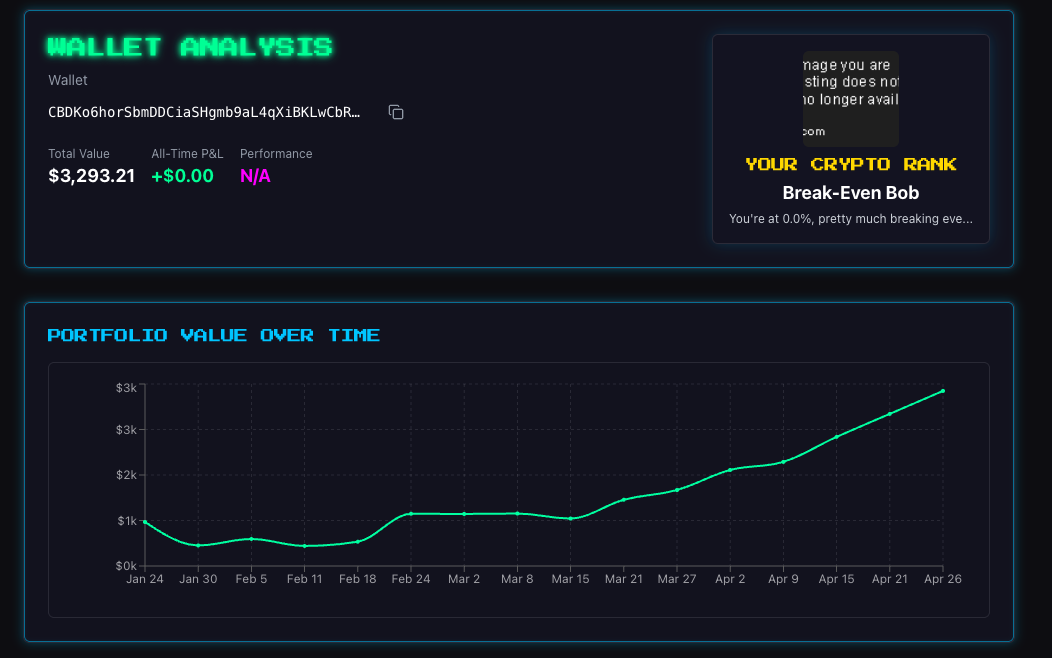 WALLET ANALYSIS
Wallet
CBDKo6horSbmDDCiaSHgmb9aL4qXiBKLwCbR…
Total Value
$3,293.21
All-Time P&L
+$0.00
Performance
N/A
mage you are
sting does not
no longer avail
com
YOUR CRYPTO RANK
Break-Even Bob
You're at 0.0%, pretty much breaking eve...
PORTFOLIO VALUE OVER TIME
$3k
$3k
$2k
$1k
$0k
Jan 24 Jan 30 Feb 5 Feb 11 Feb 18 Feb 24 Mar 2 Mar 8 Mar 15 Mar 21 Mar 27 Apr 2 Apr 9 Apr 15 Apr 21 Apr 26